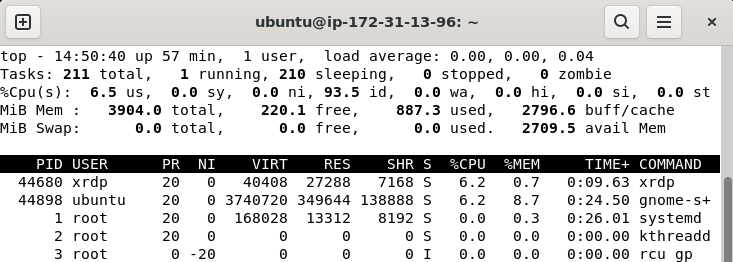 ubuntu@ip-172-31-13-96: ~
top - 14:50:40 up 57 min,  1 user,  load average: 0.00, 0.00, 0.04
Tasks: 211 total,   1 running, 210 sleeping,   0 stopped,   0 zombie
%Cpu(s):  6.5 us,  0.0 sy,  0.0 ni, 93.5 id,  0.0 wa,  0.0 hi,  0.0 si,  0.0 st
MiB Mem :   3904.0 total,    220.1 free,    887.3 used,   2796.6 buff/cache
MiB Swap:      0.0 total,      0.0 free,      0.0 used.   2709.5 avail Mem
PID USER      PR  NI    VIRT    RES    SHR S  %CPU  %MEM     TIME+ COMMAND
44680 xrdp      20   0   40408  27288   7168 S   6.2   0.7   0:09.63 xrdp
44898 ubuntu    20   0 3740720 349644 138888 S   6.2   8.7   0:24.50 gnome-s+
1 root      20   0  168028  13312   8192 S   0.0   0.3   0:26.01 systemd
2 root      20   0       0      0      0 S   0.0   0.0   0:00.00 kthreadd
3 root       0 -20       0      0      0 I   0.0   0.0   0:00.00 rcu_gp